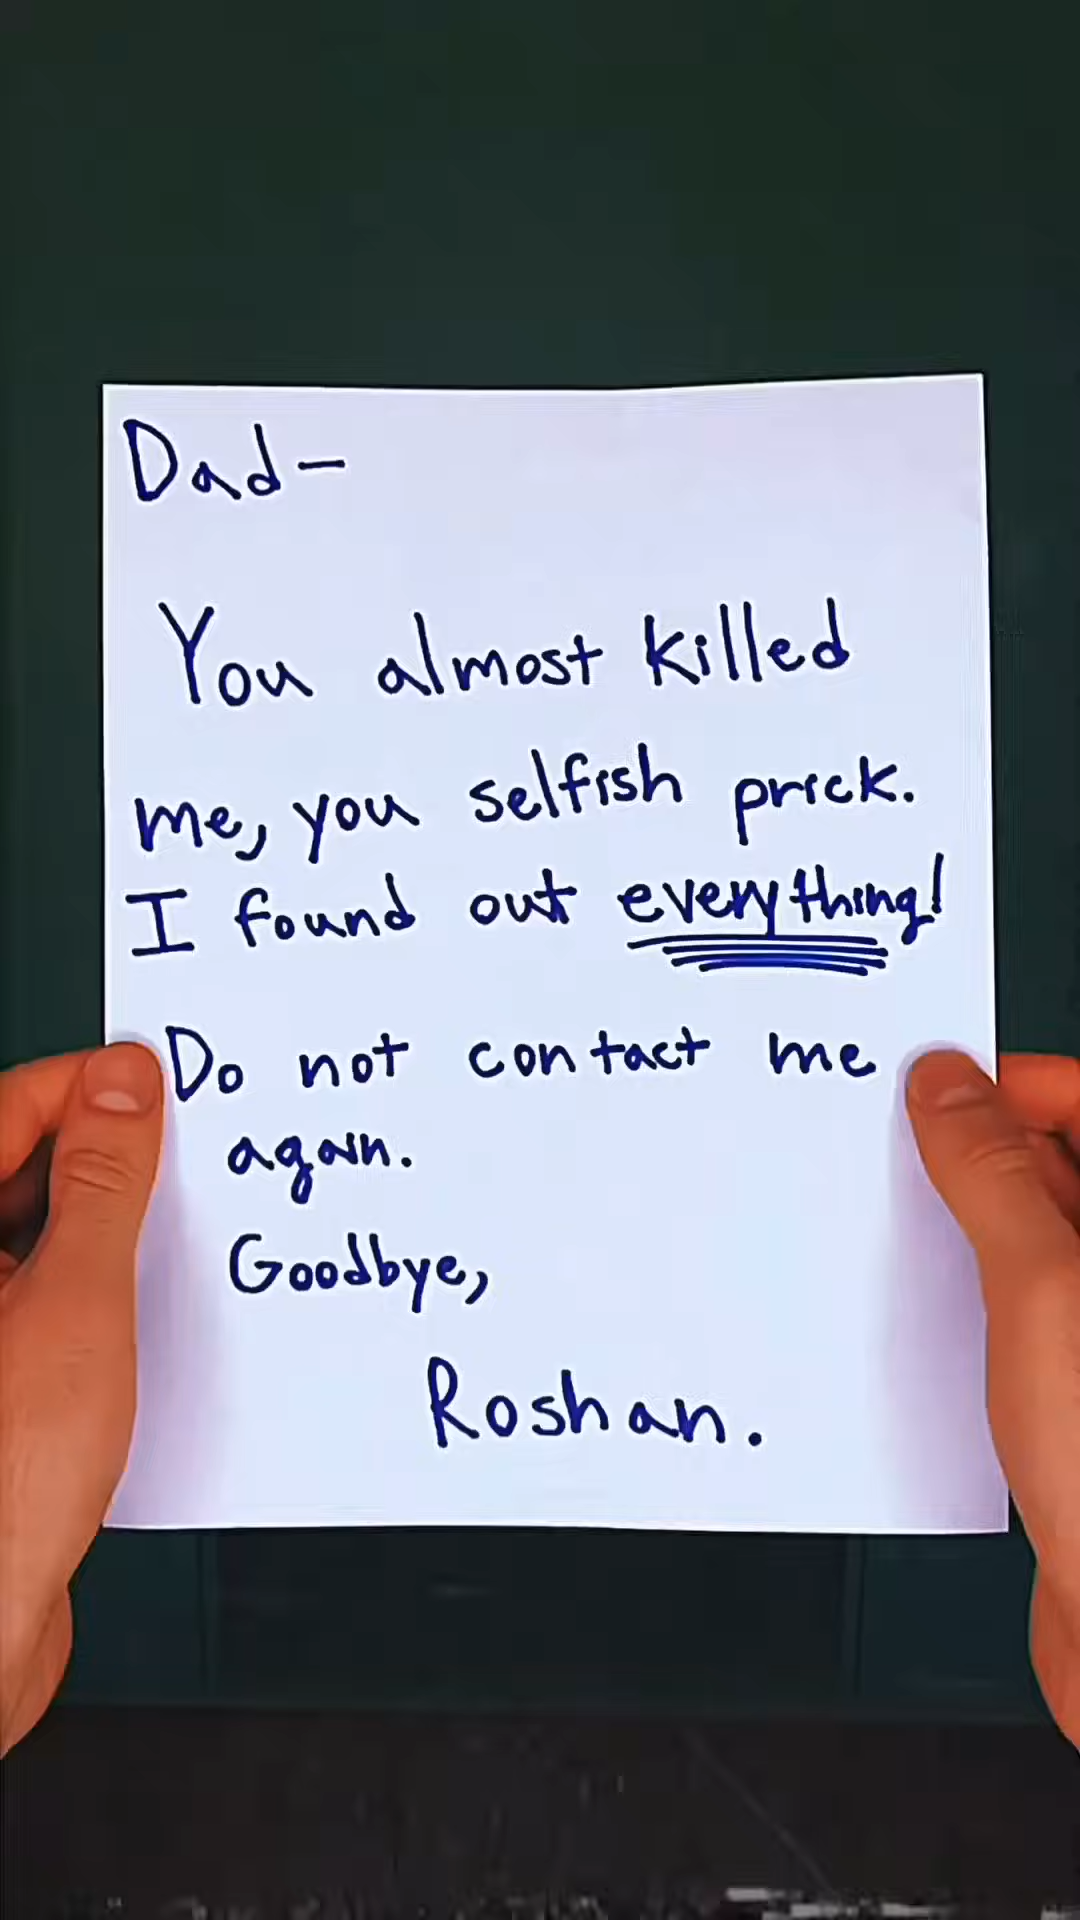 Dad-
You almost killed
me, you selfish prick.
I found out everything!
Do not contact me
again.
Goodbye,
Roshan.